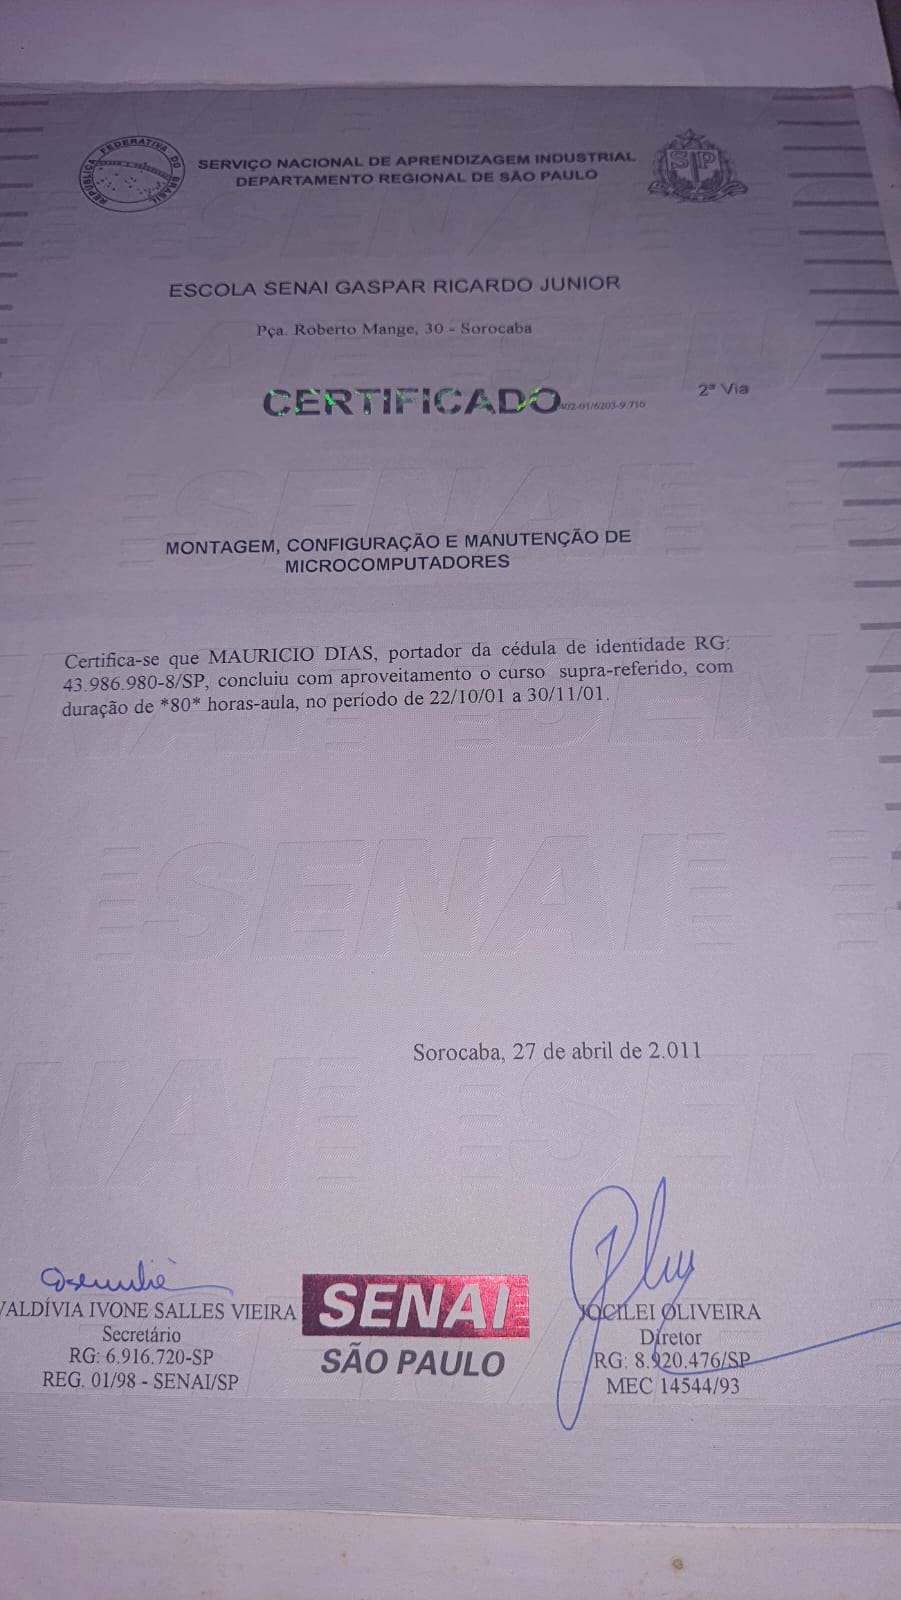 REPÚBLICA FEDERATIVA DO BRASIL
SERVIÇO NACIONAL DE APRENDIZAGEM INDUSTRIAL
DEPARTAMENTO REGIONAL DE SÃO PAULO
SP
ESCOLA SENAI GASPAR RICARDO JUNIOR
Pça. Roberto Mange, 30 - Sorocaba
CERTIFICADO 402-01/6203-9.710 2ª Via
MONTAGEM, CONFIGURAÇÃO E MANUTENÇÃO DE
MICROCOMPUTADORES
Certifica-se que MAURICIO DIAS, portador da cédula de identidade RG:
43.986.980-8/SP, concluiu com aproveitamento o curso supra-referido, com
duração de *80* horas-aula, no período de 22/10/01 a 30/11/01.
SENAI
Sorocaba, 27 de abril de 2.011
VALDÍVIA IVONE SALLES VIEIRA
Secretário
RG: 6.916.720-SP
REG. 01/98 - SENAI/SP
SENAI
SÃO PAULO
JOCILEI OLIVEIRA
Diretor
RG: 8.920.476/SP
MEC 14544/93